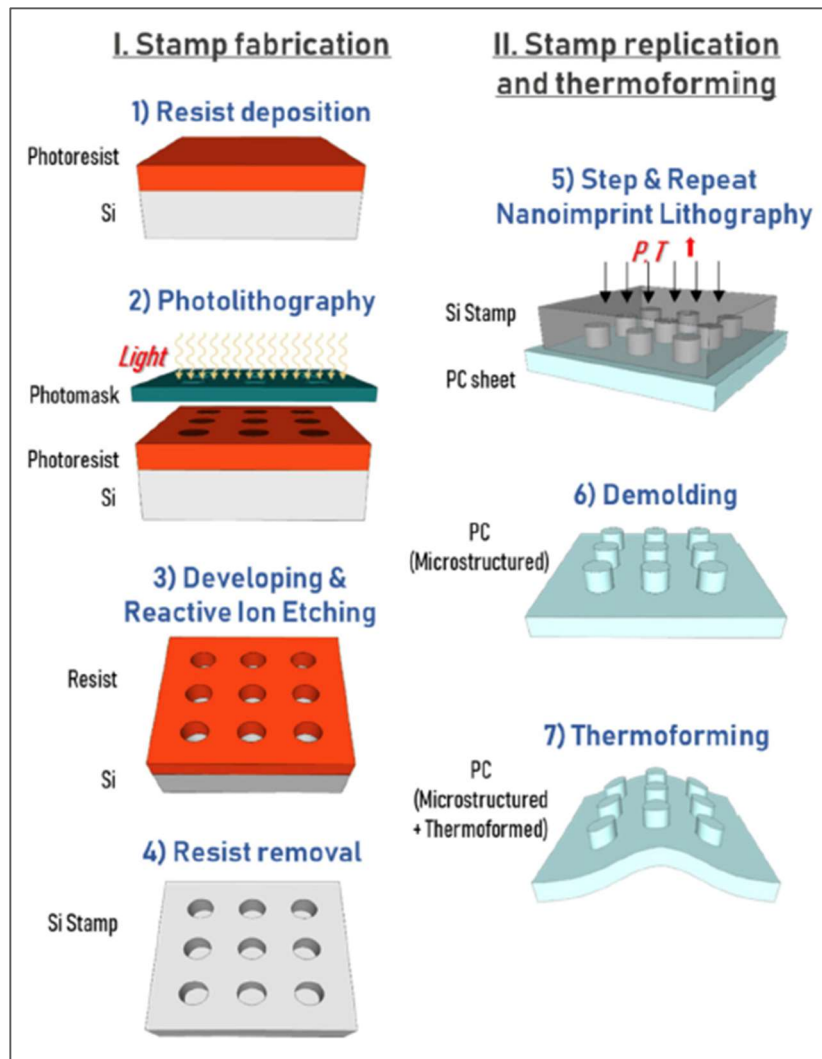 I. Stamp fabrication
1) Resist deposition
Photoresist
Si
2) Photolithography
Light
Photomask
Photoresist
Si
3) Developing &
Reactive Ion Etching
Resist
Si
4) Resist removal
Si Stamp
II. Stamp replication
and thermoforming
5) Step & Repeat
Nanoimprint Lithography
P, T
Si Stamp
PC sheet
6) Demolding
PC
(Microstructured)
7) Thermoforming
PC
(Microstructured
+ Thermoformed)